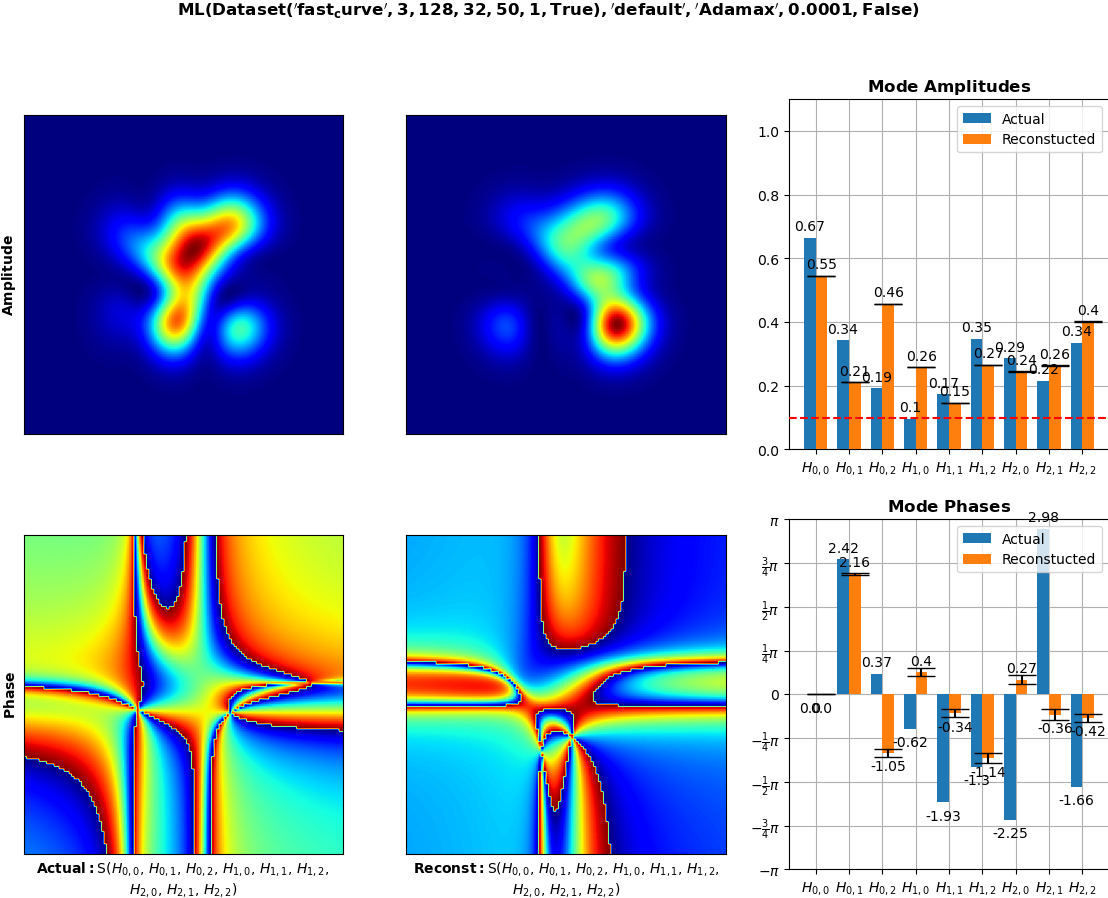 ML(Dataset('fast_curve', 3, 128, 32, 50, 1, True), 'default', 'Adamax', 0.0001, False)
Amplitude
Mode Amplitudes
Actual
Reconstucted
1.0
0.8
0.6
0.4
0.2
0.0
0.67
0.55
0.34
0.21
0.19
0.46
0.1
0.26
0.17
0.15
0.35
0.27
0.29
0.24
0.22
0.26
0.34
0.4
H0,0 H0,1 H0,2 H1,0 H1,1 H1,2 H2,0 H2,1 H2,2
Phase
Actual: S(H0,0, H0,1, H0,2, H1,0, H1,1, H1,2,
H2,0, H2,1, H2,2)
Reconst: S(H0,0, H0,1, H0,2, H1,0, H1,1, H1,2,
H2,0, H2,1, H2,2)
Mode Phases
Actual
Reconstucted
π
3/4π
1/2π
1/4π
0
−1/4π
−1/2π
−3/4π
−π
0.0
0.0
2.42
2.16
0.37
-1.05
-0.62
0.4
-1.93
-0.34
-1.3
-1.14
-2.25
0.27
2.98
-0.36
-1.66
-0.42
H0,0 H0,1 H0,2 H1,0 H1,1 H1,2 H2,0 H2,1 H2,2